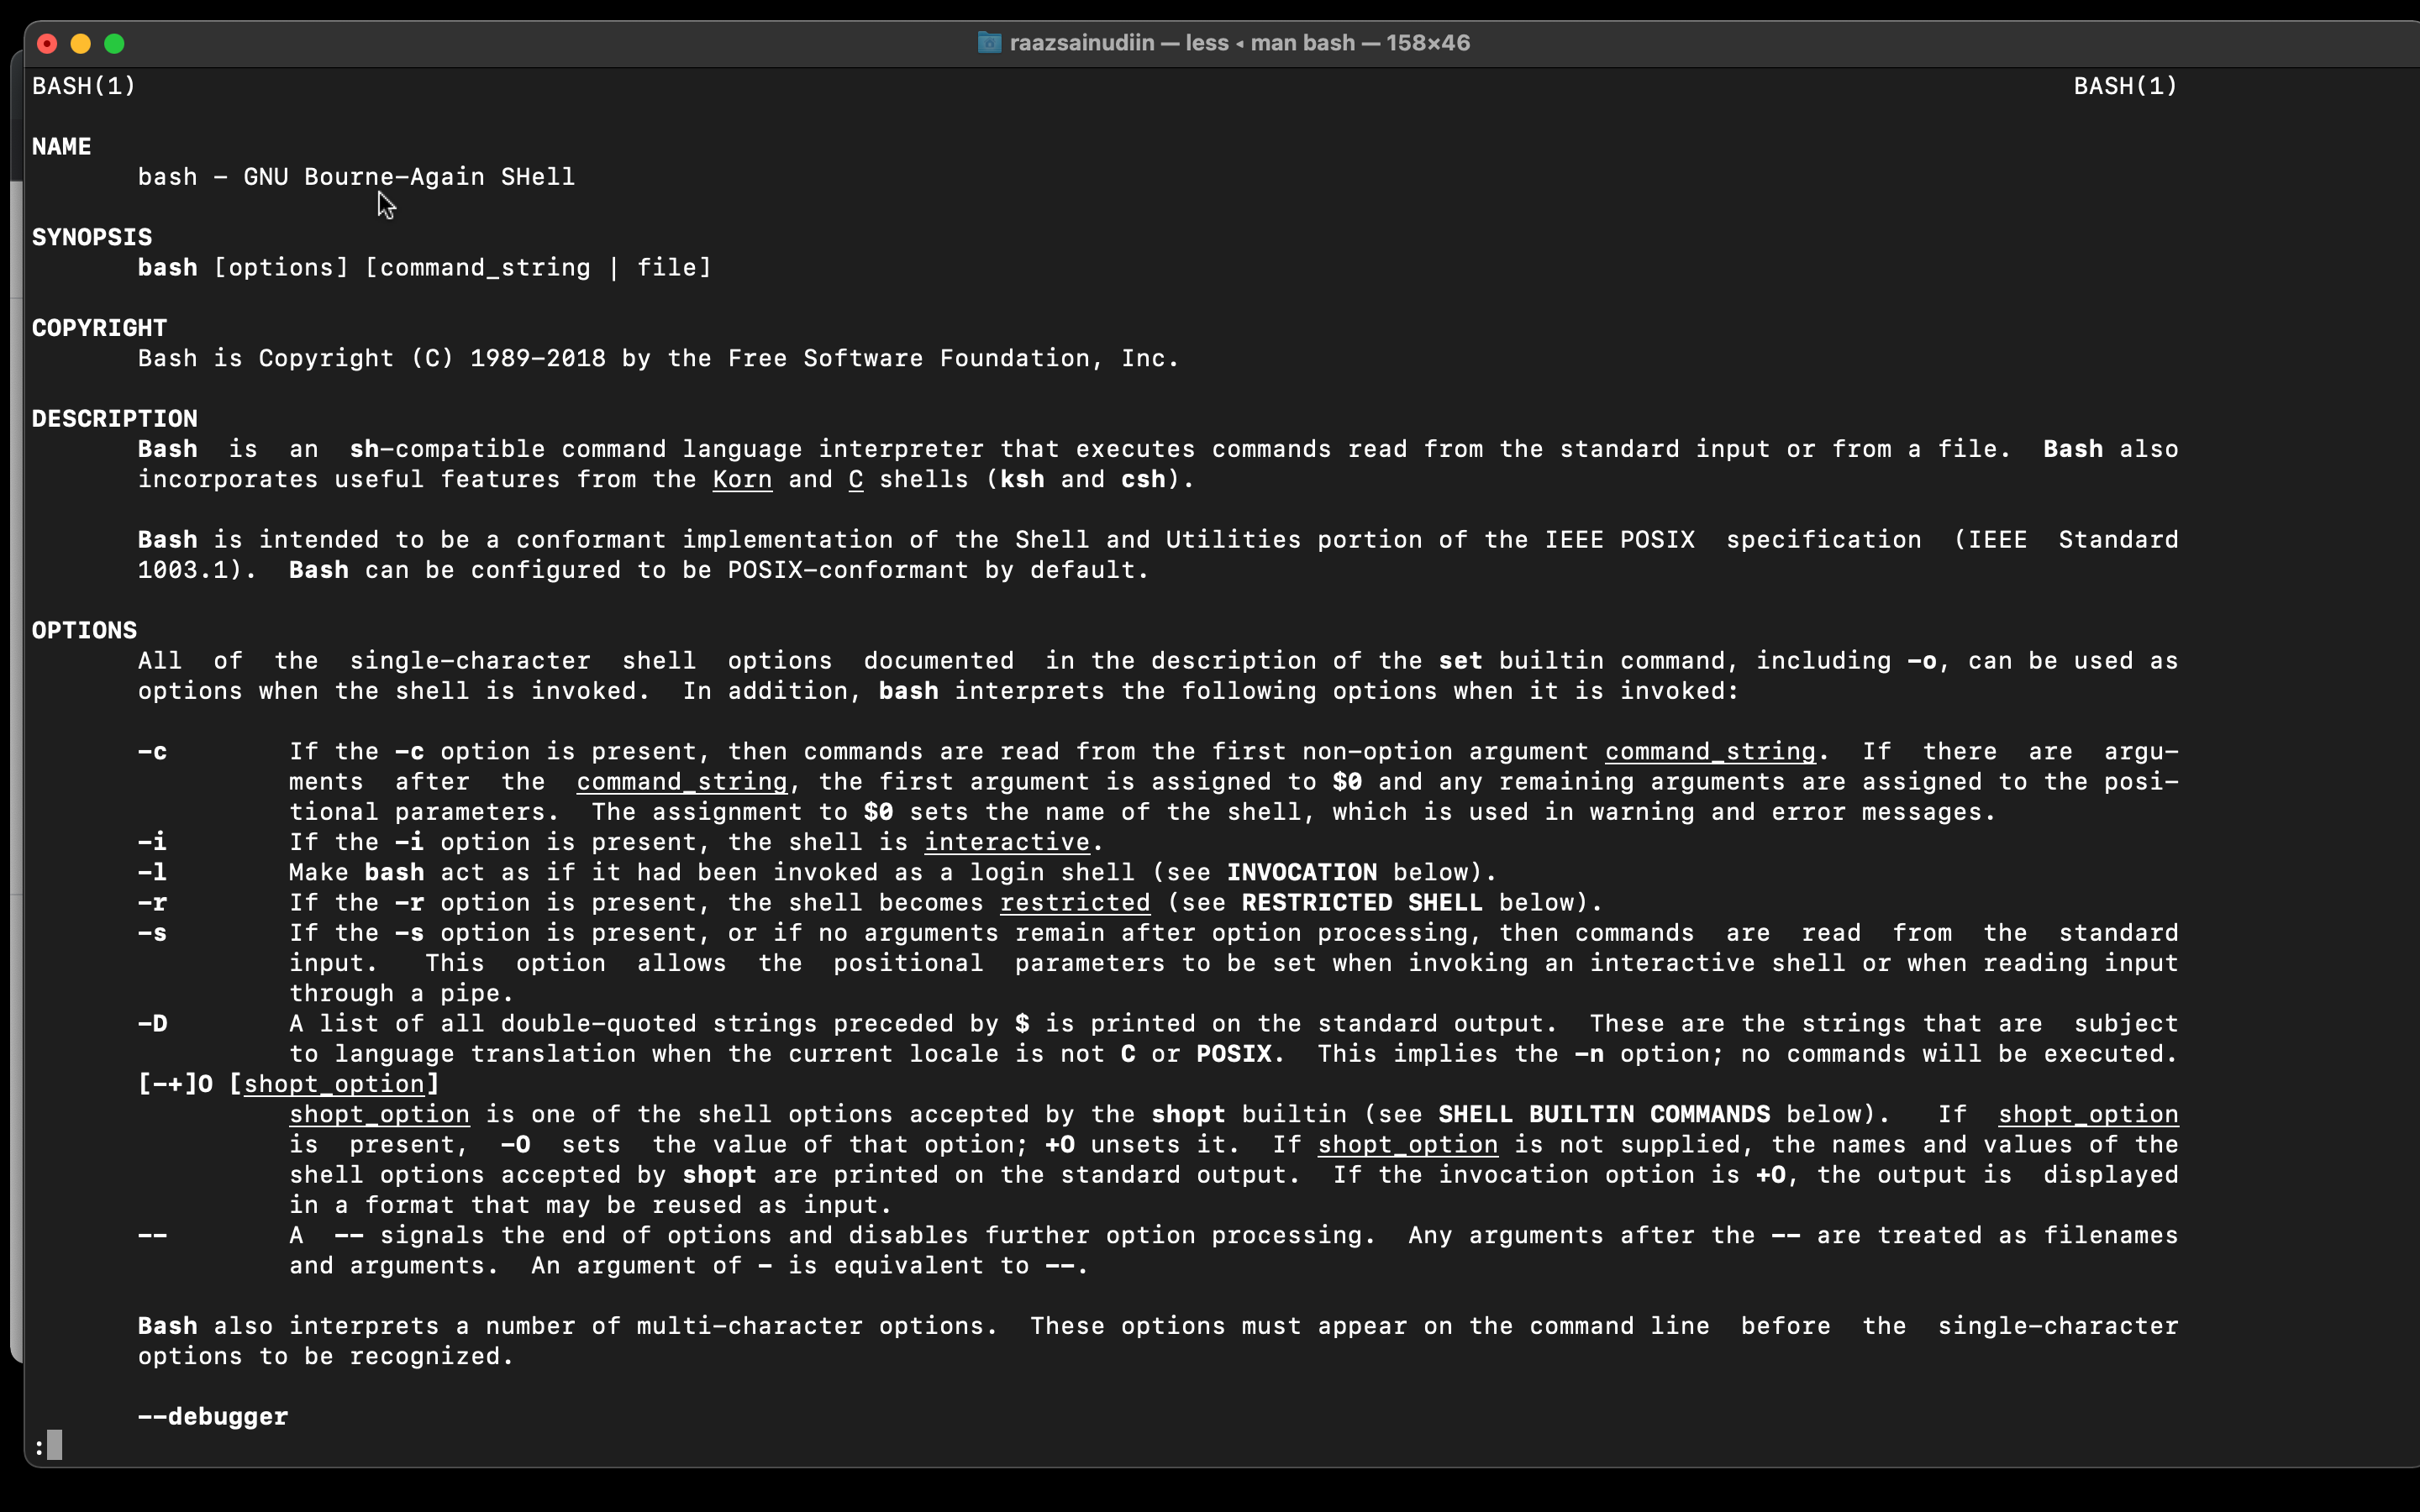 raazsainudiin — less ◂ man bash — 158×46
BASH(1) BASH(1)
NAME
bash - GNU Bourne-Again SHell
SYNOPSIS
bash [options] [command_string | file]
COPYRIGHT
Bash is Copyright (C) 1989-2018 by the Free Software Foundation, Inc.
DESCRIPTION
Bash is an sh-compatible command language interpreter that executes commands read from the standard input or from a file. Bash also
incorporates useful features from the Korn and C shells (ksh and csh).
Bash is intended to be a conformant implementation of the Shell and Utilities portion of the IEEE POSIX specification (IEEE Standard
1003.1). Bash can be configured to be POSIX-conformant by default.
OPTIONS
All of the single-character shell options documented in the description of the set builtin command, including -o, can be used as
options when the shell is invoked. In addition, bash interprets the following options when it is invoked:
-c If the -c option is present, then commands are read from the first non-option argument command_string. If there are argu-
ments after the command_string, the first argument is assigned to $0 and any remaining arguments are assigned to the posi-
tional parameters. The assignment to $0 sets the name of the shell, which is used in warning and error messages.
-i If the -i option is present, the shell is interactive.
-l Make bash act as if it had been invoked as a login shell (see INVOCATION below).
-r If the -r option is present, the shell becomes restricted (see RESTRICTED SHELL below).
-s If the -s option is present, or if no arguments remain after option processing, then commands are read from the standard
input. This option allows the positional parameters to be set when invoking an interactive shell or when reading input
through a pipe.
-D A list of all double-quoted strings preceded by $ is printed on the standard output. These are the strings that are subject
to language translation when the current locale is not C or POSIX. This implies the -n option; no commands will be executed.
[-+]O [shopt_option]
shopt_option is one of the shell options accepted by the shopt builtin (see SHELL BUILTIN COMMANDS below). If shopt_option
is present, -O sets the value of that option; +O unsets it. If shopt_option is not supplied, the names and values of the
shell options accepted by shopt are printed on the standard output. If the invocation option is +O, the output is displayed
in a format that may be reused as input.
-- A -- signals the end of options and disables further option processing. Any arguments after the -- are treated as filenames
and arguments. An argument of - is equivalent to --.
Bash also interprets a number of multi-character options. These options must appear on the command line before the single-character
options to be recognized.
--debugger
: